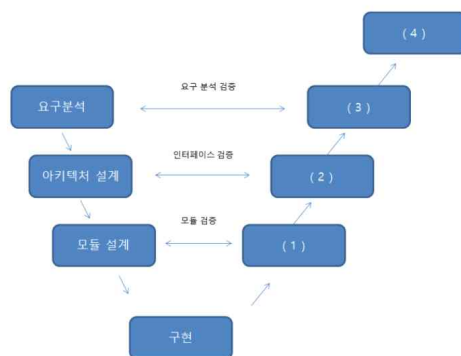 ( 4 )
요구 분석 검증
요구분석
( 3 )
인터페이스 검증
아키텍처 설계
( 2 )
모듈 검증
모듈 설계
( 1 )
구현